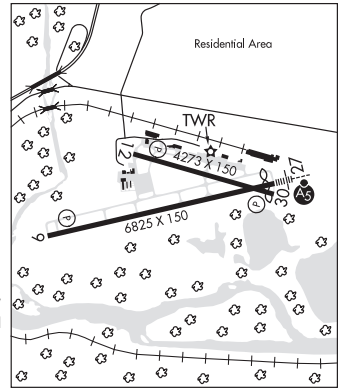 Residential Area
TWR
P
12
4273 X 150
27
30
A5
P
P
6825 X 150
9